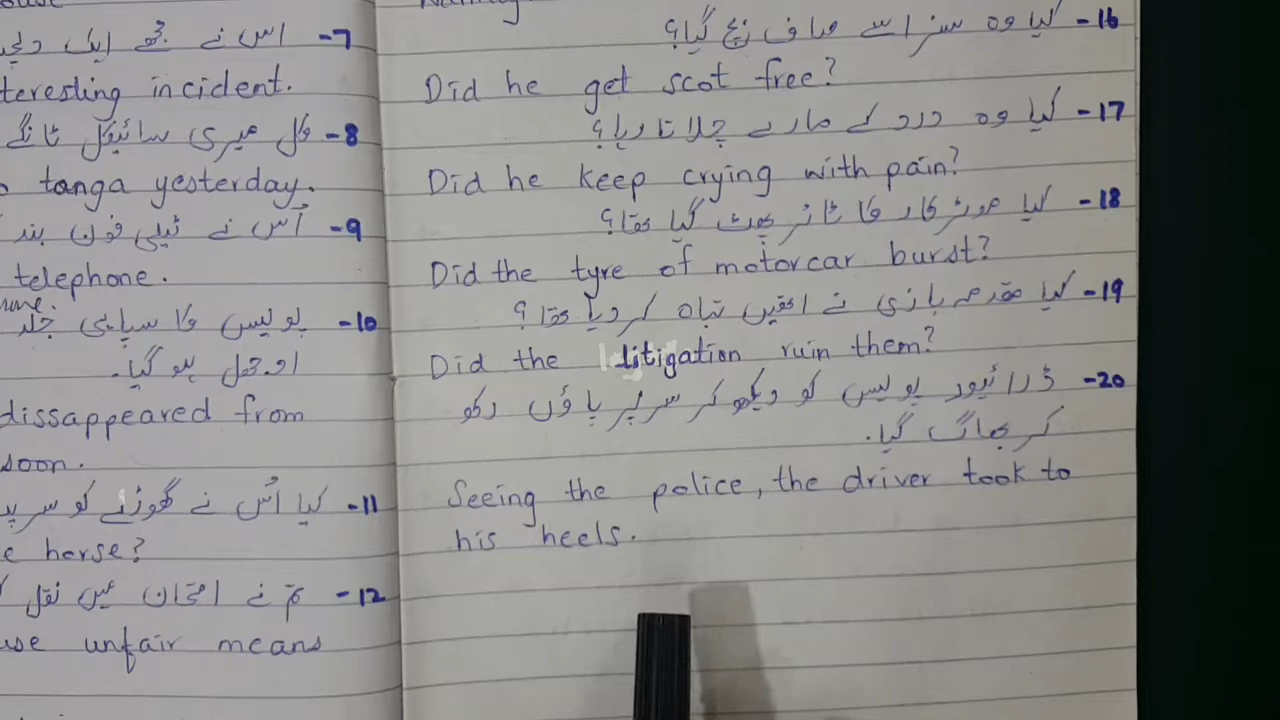 اس نے مجھے ایک دلچ -7
teresting incident.
کل میری سائیکل ٹانگے -8
tanga yesterday.
اُس نے ٹیلی فون بند -9
telephone.
پولیس کا سپاہی جلد -10
اوجھل ہو گیا۔
dissappeared from
soon.
کیا اُس نے گھوڑے کو سرپ -11
e horse?
تم نے امتحان میں نقل -12
use unfair means
کیا وہ سزا سے صاف بچ گیا؟ -16
Did he get scot free?
کیا وہ درد کے مارے چلاتا رہا؟ -17
Did he keep crying with pain?
کیا موٹر کار کا ٹائر پھٹ گیا تھا؟ -18
Did the tyre of motorcar burst?
کیا مقدمہ بازی نے انھیں تباہ کر دیا تھا؟ -19
Did the litigation ruin them?
ڈرائیور پولیس کو دیکھ کر سر پر پاؤں رکھ -20
کر بھاگ گیا۔
Seeing the police, the driver took to
his heels.